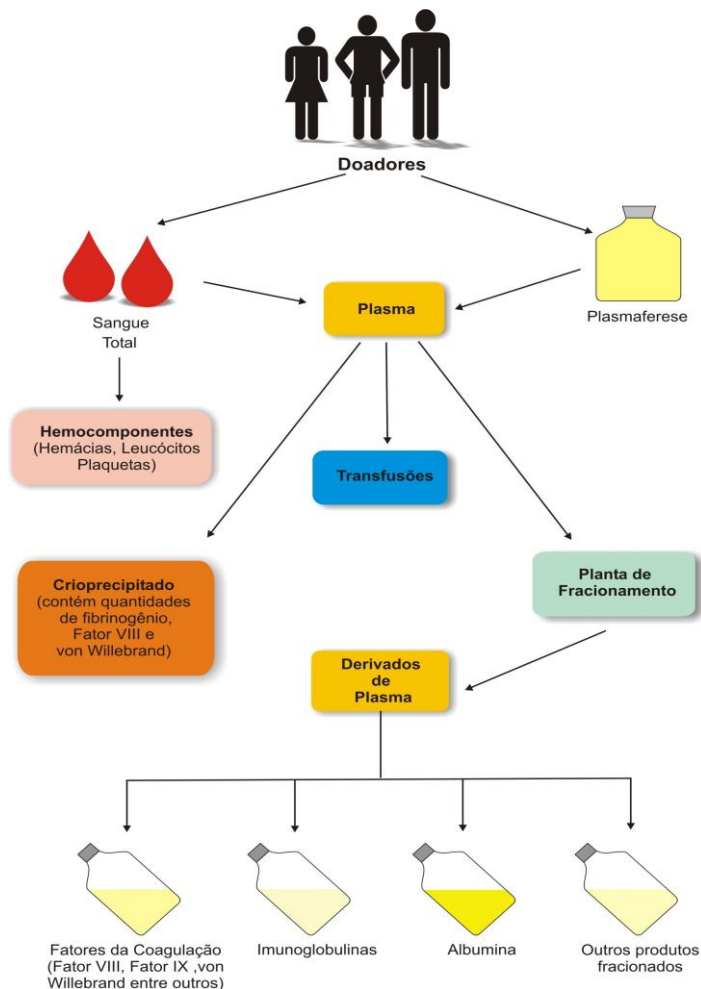 Doadores
Sangue
Total
Plasma
Plasmaferese
Hemocomponentes
(Hemácias, Leucócitos
Plaquetas)
Transfusões
Crioprecipitado
(contém quantidades
de fibrinogênio,
Fator VIII e
von Willebrand)
Planta de
Fracionamento
Derivados
de
Plasma
Fatores da Coagulação
(Fator VIII, Fator IX ,von
Willebrand entre outros)
Imunoglobulinas
Albumina
Outros produtos
fracionados